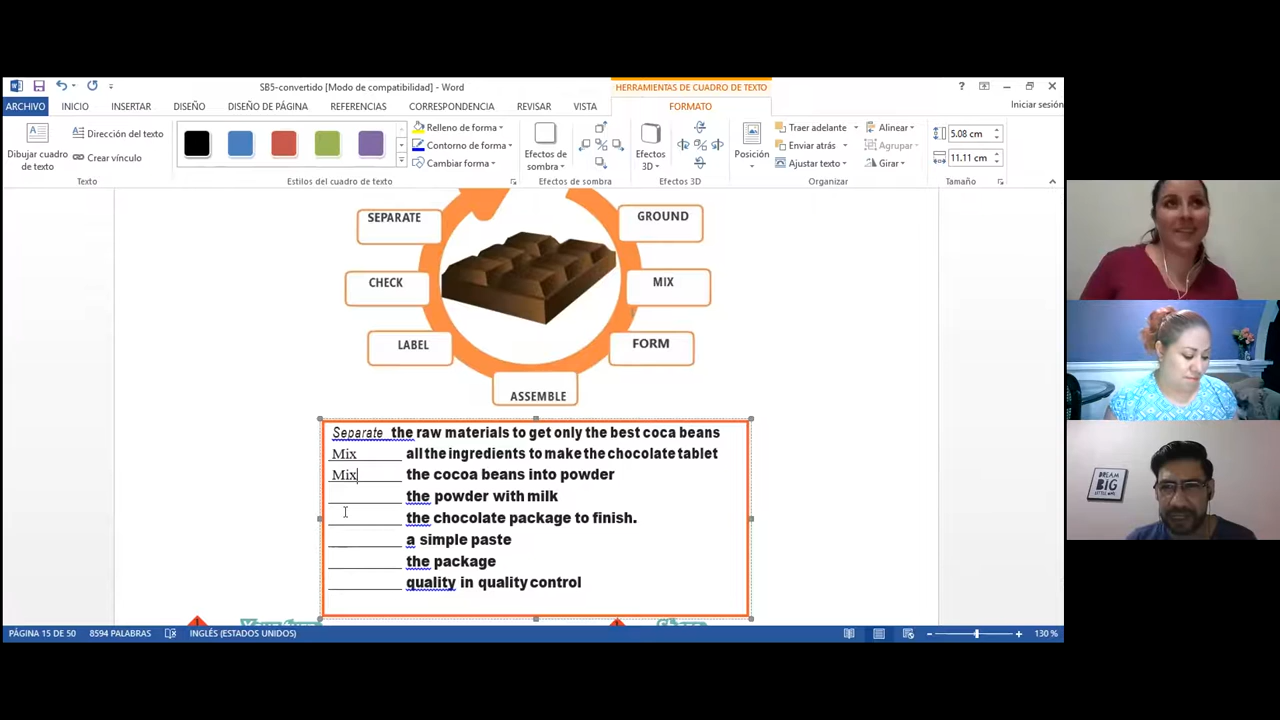 SB5-convertido [Modo de compatibilidad] - Word
HERRAMIENTAS DE CUADRO DE TEXTO
ARCHIVO INICIO INSERTAR DISEÑO DISEÑO DE PÁGINA REFERENCIAS CORRESPONDENCIA REVISAR VISTA FORMATO
Iniciar sesión
Dibujar cuadro de texto
Dirección del texto
Crear vínculo
Relleno de forma
Contorno de forma
Cambiar forma
Efectos de sombra
Efectos 3D
Posición
Traer adelante
Enviar atrás
Ajustar texto
Alinear
Agrupar
Girar
5.08 cm
11.11 cm
Texto
Estilos del cuadro de texto
Efectos de sombra
Efectos 3D
Organizar
Tamaño
SEPARATE
GROUND
CHECK
MIX
LABEL
FORM
ASSEMBLE
Separate the raw materials to get only the best coca beans
Mix all the ingredients to make the chocolate tablet
Mix the cocoa beans into powder
the powder with milk
the chocolate package to finish.
a simple paste
the package
quality in quality control
PÁGINA 15 DE 50 8594 PALABRAS INGLÉS (ESTADOS UNIDOS) 130 %
DREAM
BIG